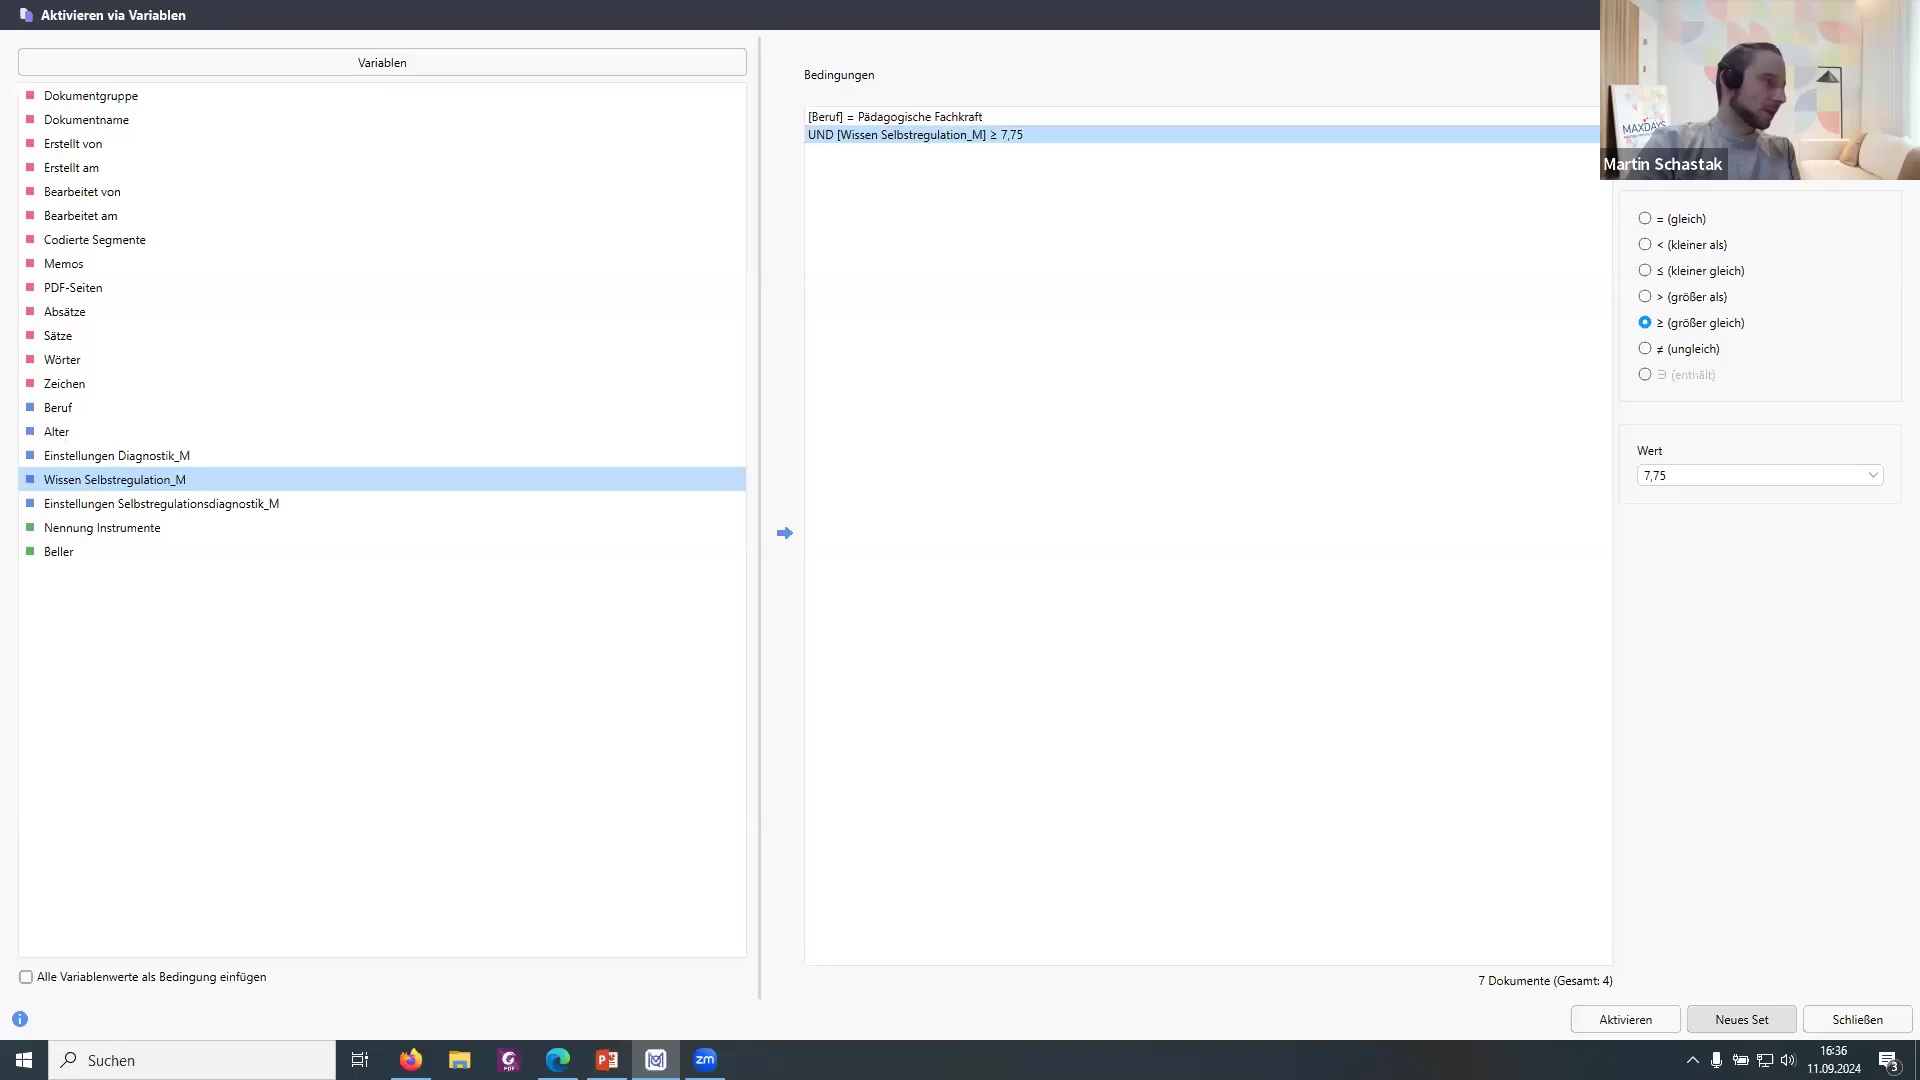 Aktivieren via Variablen
Variablen
Dokumentgruppe
Dokumentname
Erstellt von
Erstellt am
Bearbeitet von
Bearbeitet am
Codierte Segmente
Memos
PDF-Seiten
Absätze
Sätze
Wörter
Zeichen
Beruf
Alter
Einstellungen Diagnostik_M
Wissen Selbstregulation_M
Einstellungen Selbstregulationsdiagnostik_M
Nennung Instrumente
Beller
Alle Variablenwerte als Bedingung einfügen
Bedingungen
[Beruf] = Pädagogische Fachkraft
UND [Wissen Selbstregulation_M] ≥ 7,75
7 Dokumente (Gesamt: 4)
MAXDAYS
Martin Schastak
= (gleich)
< (kleiner als)
≤ (kleiner gleich)
> (größer als)
≥ (größer gleich)
≠ (ungleich)
∋ (enthält)
Wert
7,75
Aktivieren
Neues Set
Schließen
Suchen
zm
16:36
11.09.2024
3